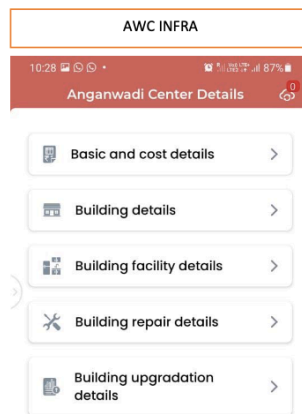 AWC INFRA
10:28 87%
Anganwadi Center Details
0
Basic and cost details
Building details
Building facility details
Building repair details
Building upgradation
details